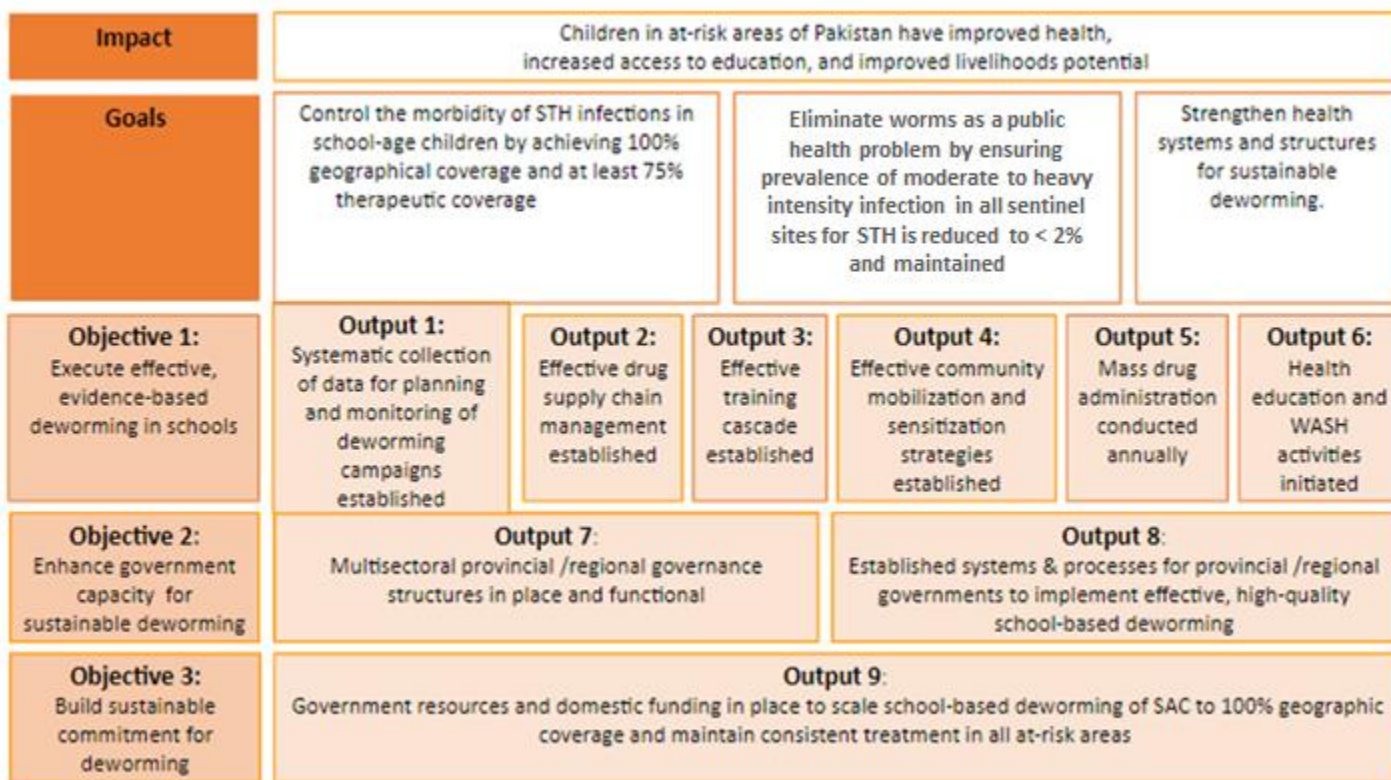 Impact
Children in at-risk areas of Pakistan have improved health,
increased access to education, and improved livelihoods potential
Goals
Control the morbidity of STH infections in
school-age children by achieving 100%
geographical coverage and at least 75%
therapeutic coverage
Eliminate worms as a public
health problem by ensuring
prevalence of moderate to heavy
intensity infection in all sentinel
sites for STH is reduced to < 2%
and maintained
Strengthen health
systems and structures
for sustainable
deworming.
Objective 1:
Execute effective,
evidence-based
deworming in schools
Output 1:
Systematic collection
of data for planning
and monitoring of
deworming
campaigns
established
Output 2:
Effective drug
supply chain
management
established
Output 3:
Effective
training
cascade
established
Output 4:
Effective community
mobilization and
sensitization
strategies
established
Output 5:
Mass drug
administration
conducted
annually
Output 6:
Health
education and
WASH
activities
initiated
Objective 2:
Enhance government
capacity for
sustainable deworming
Output 7:
Multisectoral provincial /regional governance
structures in place and functional
Output 8:
Established systems & processes for provincial /regional
governments to implement effective, high-quality
school-based deworming
Objective 3:
Build sustainable
commitment for
deworming
Output 9:
Government resources and domestic funding in place to scale school-based deworming of SAC to 100% geographic
coverage and maintain consistent treatment in all at-risk areas